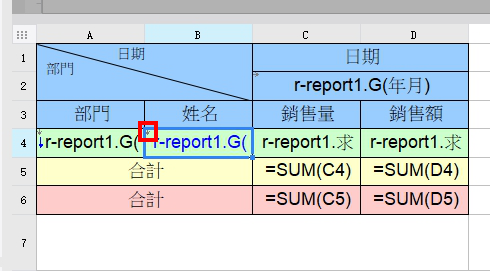 A B C D
1 日期 日期
部門
2 r-report1.G(年月)
3 部門 姓名 銷售量 銷售額
4 r-report1.G( r-report1.G( r-report1.求 r-report1.求
5 合計 =SUM(C4) =SUM(D4)
6 合計 =SUM(C5) =SUM(D5)
7